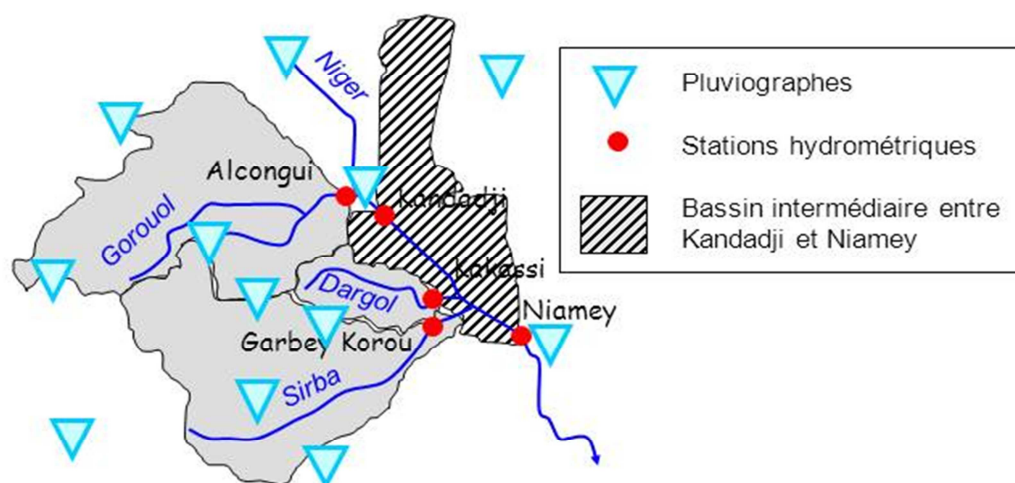 Niger
Alcongui
Kandadji
Gorouol
Kakassi
Dargol
Niamey
Garbey Korou
Sirba
Pluviographes
Stations hydrométriques
Bassin intermédiaire entre
Kandadji et Niamey